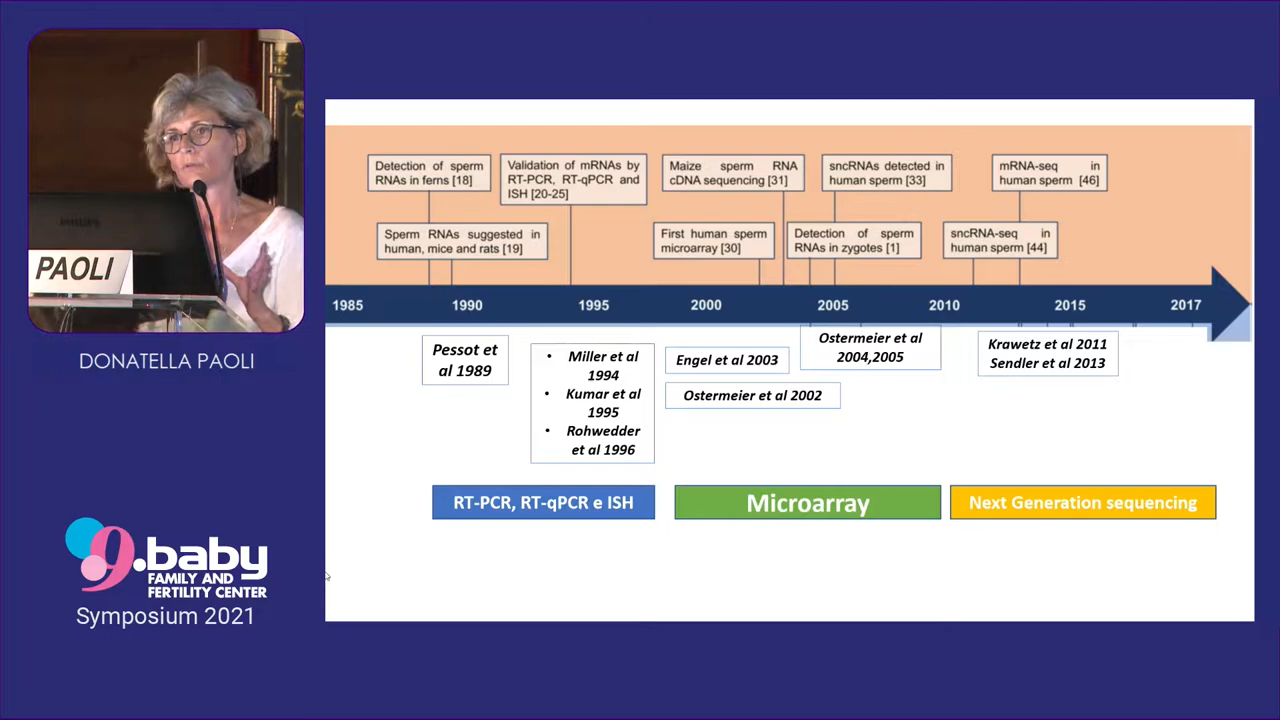 PHILIPS
PAOLI
DONATELLA PAOLI
9.baby
FAMILY AND
FERTILITY CENTER
Symposium 2021
Detection of sperm
RNAs in ferns [18]
Validation of mRNAs by
RT-PCR, RT-qPCR and
ISH [20-25]
Maize sperm RNA
cDNA sequencing [31]
sncRNAs detected in
human sperm [33]
mRNA-seq in
human sperm [46]
Sperm RNAs suggested in
human, mice and rats [19]
First human sperm
microarray [30]
Detection of sperm
RNAs in zygotes [1]
sncRNA-seq in
human sperm [44]
1985 1990 1995 2000 2005 2010 2015 2017
Pessot et
al 1989
• Miller et al
1994
• Kumar et al
1995
• Rohwedder
et al 1996
Engel et al 2003
Ostermeier et al 2002
Ostermeier et al
2004,2005
Krawetz et al 2011
Sendler et al 2013
RT-PCR, RT-qPCR e ISH
Microarray
Next Generation sequencing